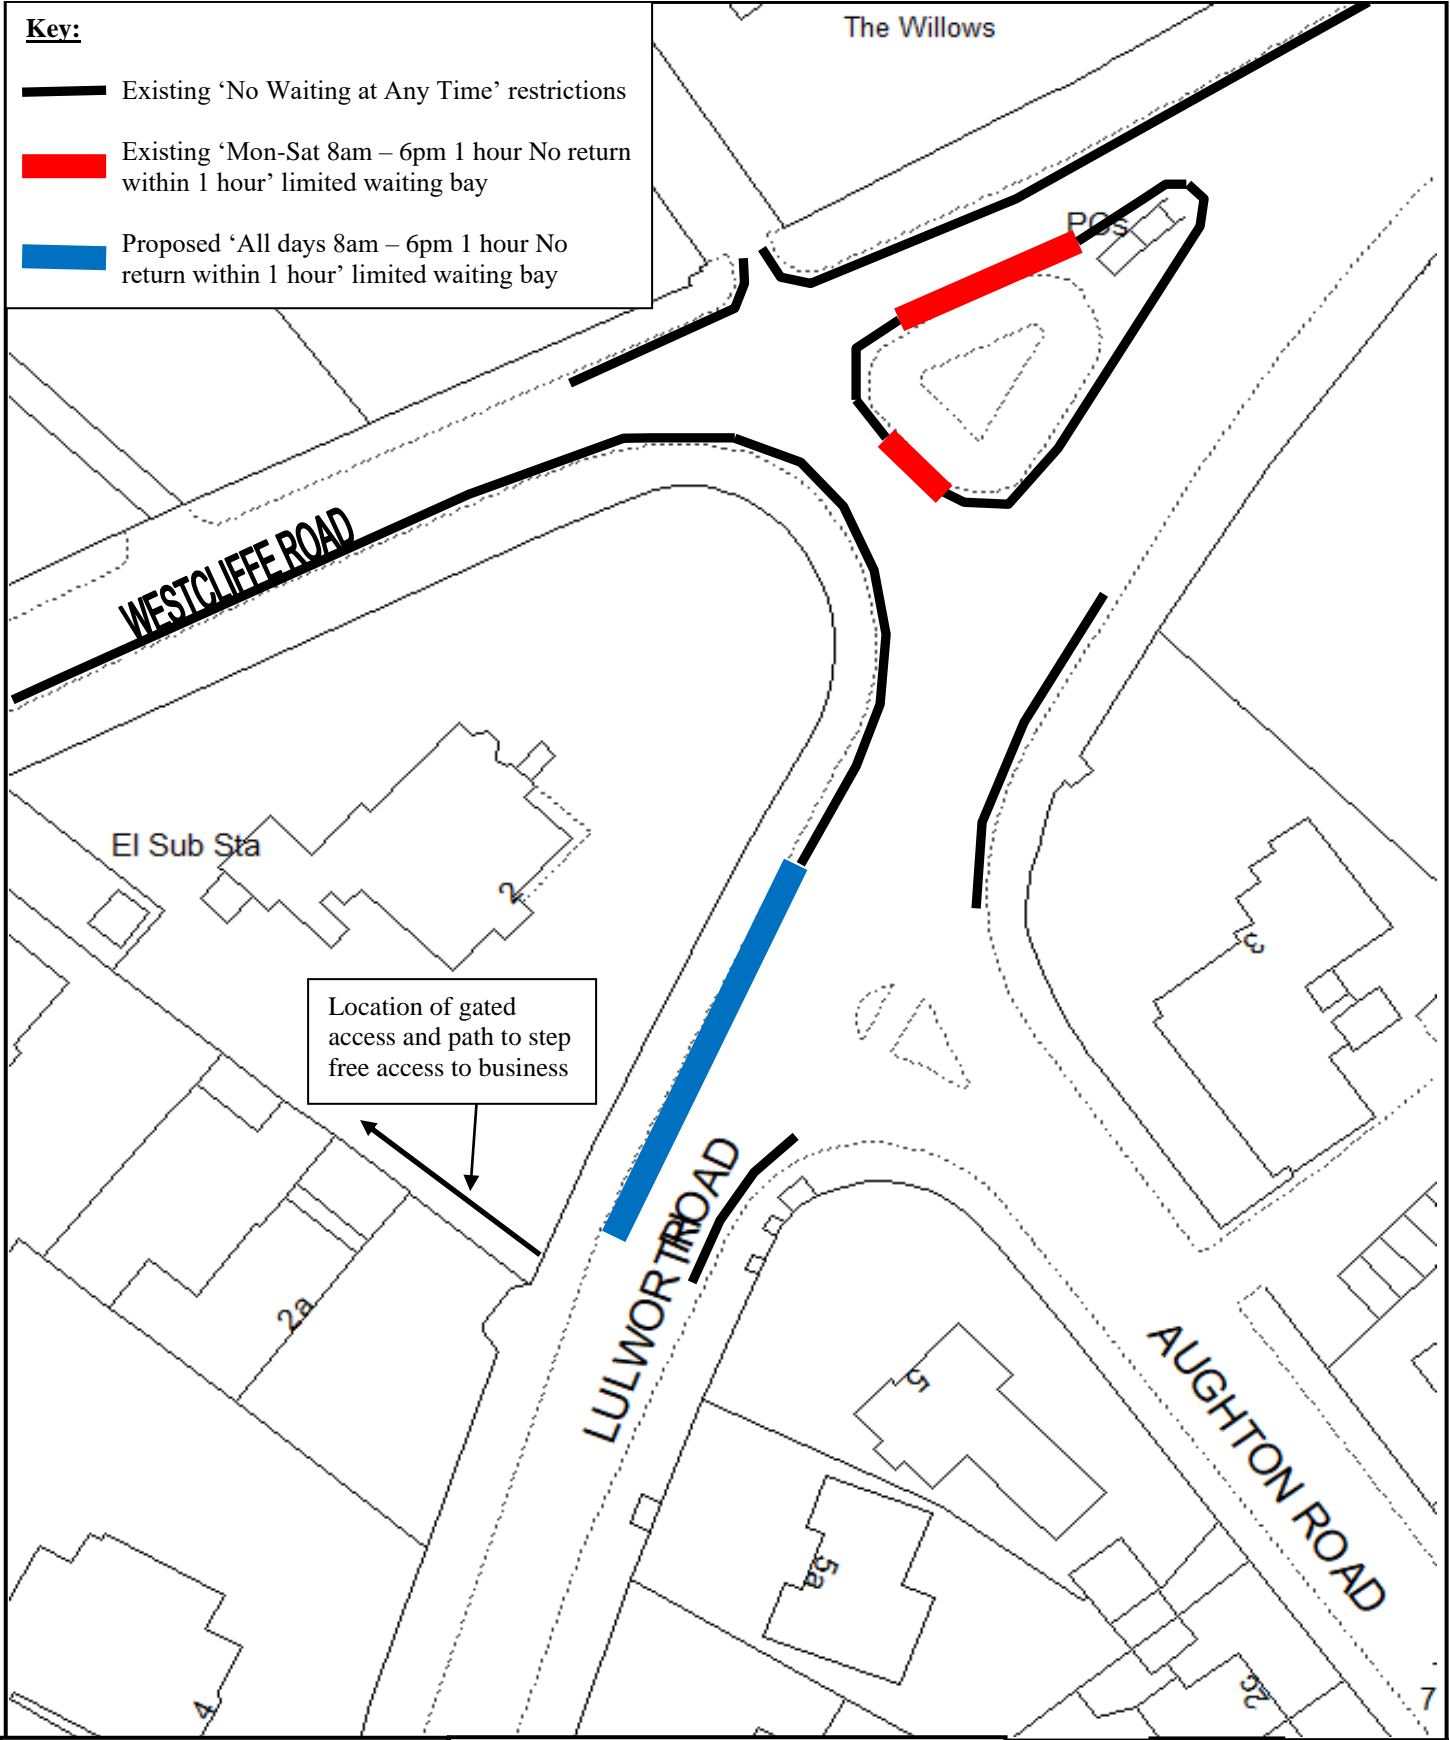 Key:
Existing ‘No Waiting at Any Time’ restrictions
Existing ‘Mon-Sat 8am – 6pm 1 hour No return
within 1 hour’ limited waiting bay
Proposed ‘All days 8am – 6pm 1 hour No
return within 1 hour’ limited waiting bay
The Willows
PCs
WESTCLIFFE ROAD
El Sub Sta
2
3
Location of gated
access and path to step
free access to business
LULWORTH ROAD
2a
5
AUGHTON ROAD
5a
4
2c
7